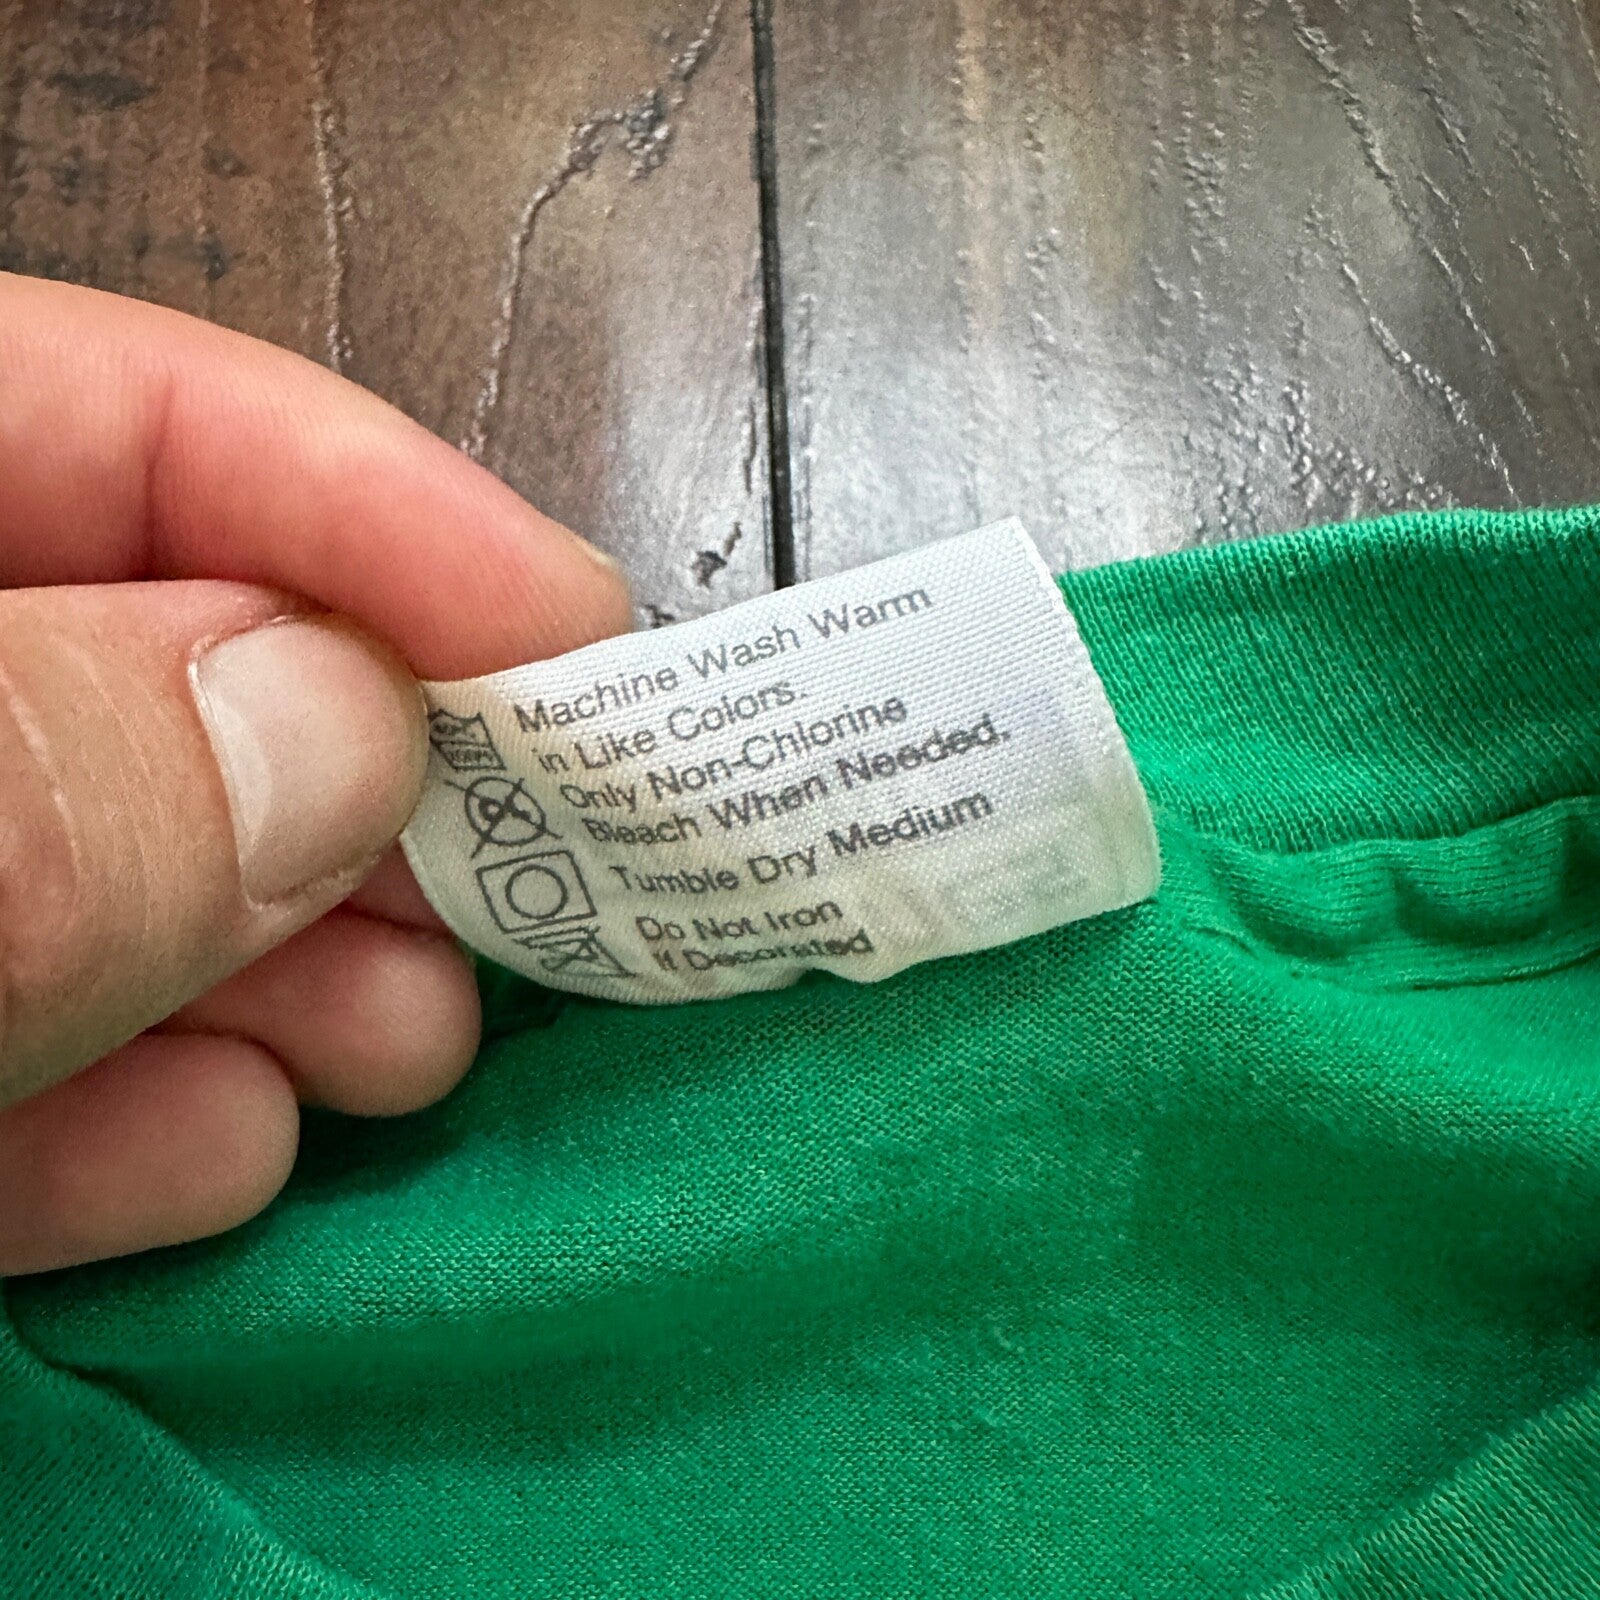 Machine Wash Warm
in Like Colors.
Only Non-Chlorine
Bleach When Needed.
Tumble Dry Medium
Do Not Iron
If Decorated